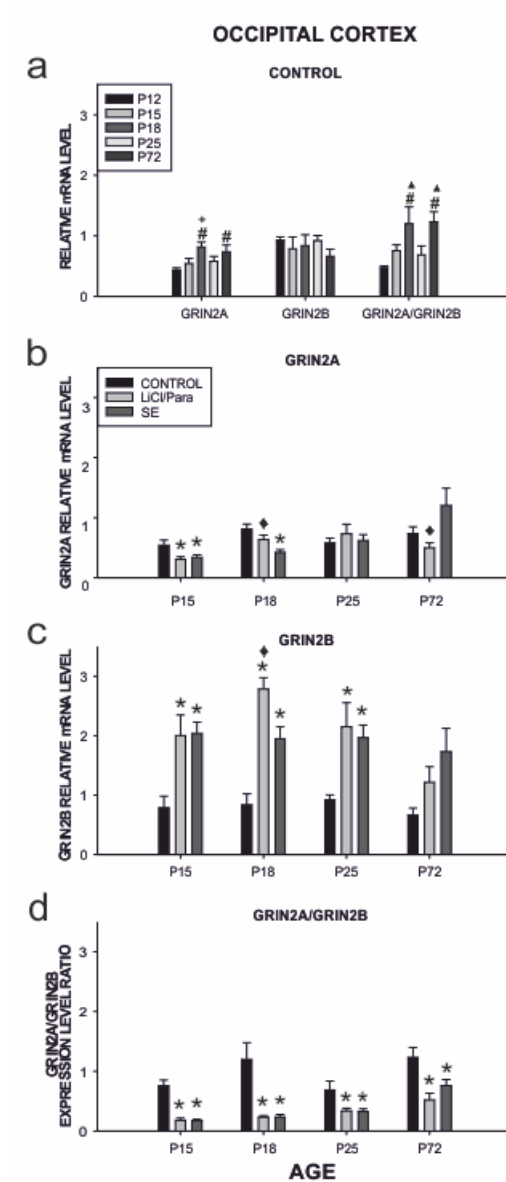 OCCIPITAL CORTEX
a
CONTROL
P12
P15
P18
P25
P72
RELATIVE mRNA LEVEL
3
2
1
0
+
#
#
▲
#
▲
#
GRIN2A GRIN2B GRIN2A/GRIN2B
b
GRIN2A
CONTROL
LiCl/Para
SE
GRIN2A RELATIVE mRNA LEVEL
3
2
1
0
* * ♦ * ♦
P15 P18 P25 P72
c
GRIN2B
GRIN2B RELATIVE mRNA LEVEL
3
2
1
0
* * ♦ * * * *
P15 P18 P25 P72
d
GRIN2A/GRIN2B
GRIN2A/GRIN2B
EXPRESSION LEVEL RATIO
3
2
1
0
* * * * * * * *
P15 P18 P25 P72
AGE